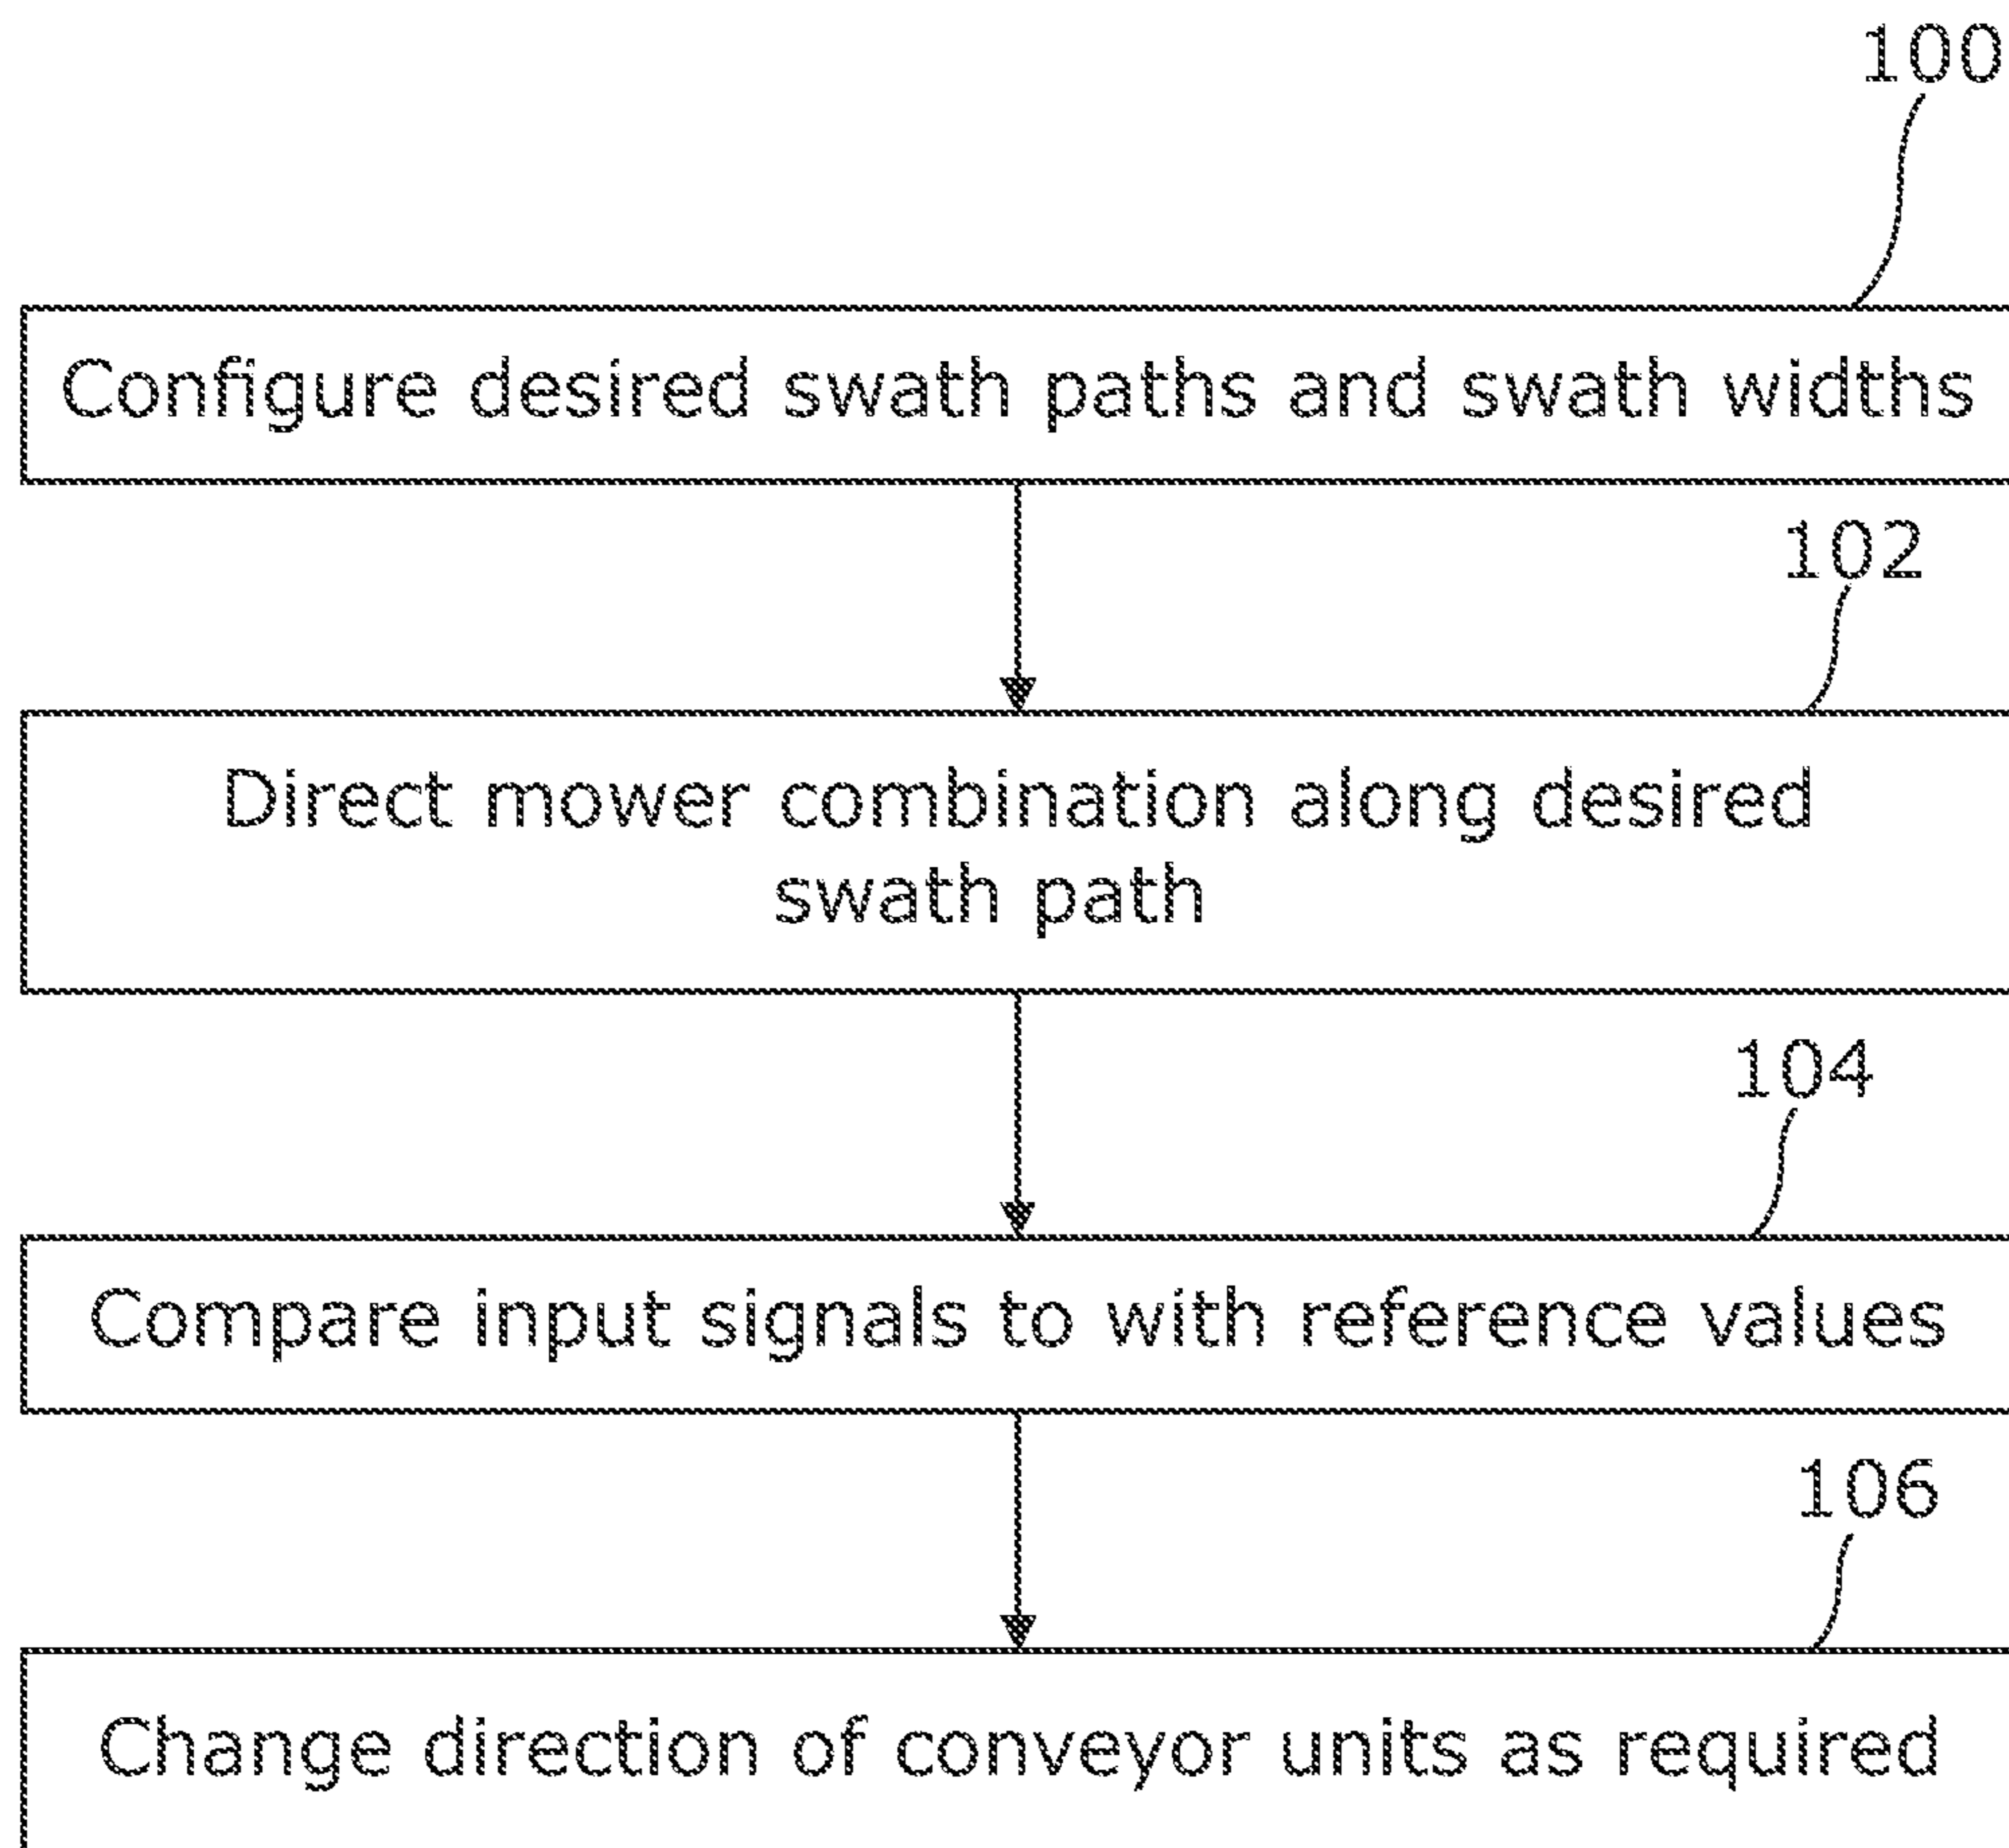 100
Configure desired swath paths and swath widths
102
Direct mower combination along desired
swath path
104
Compare input signals to with reference values
106
Change direction of conveyor units as required